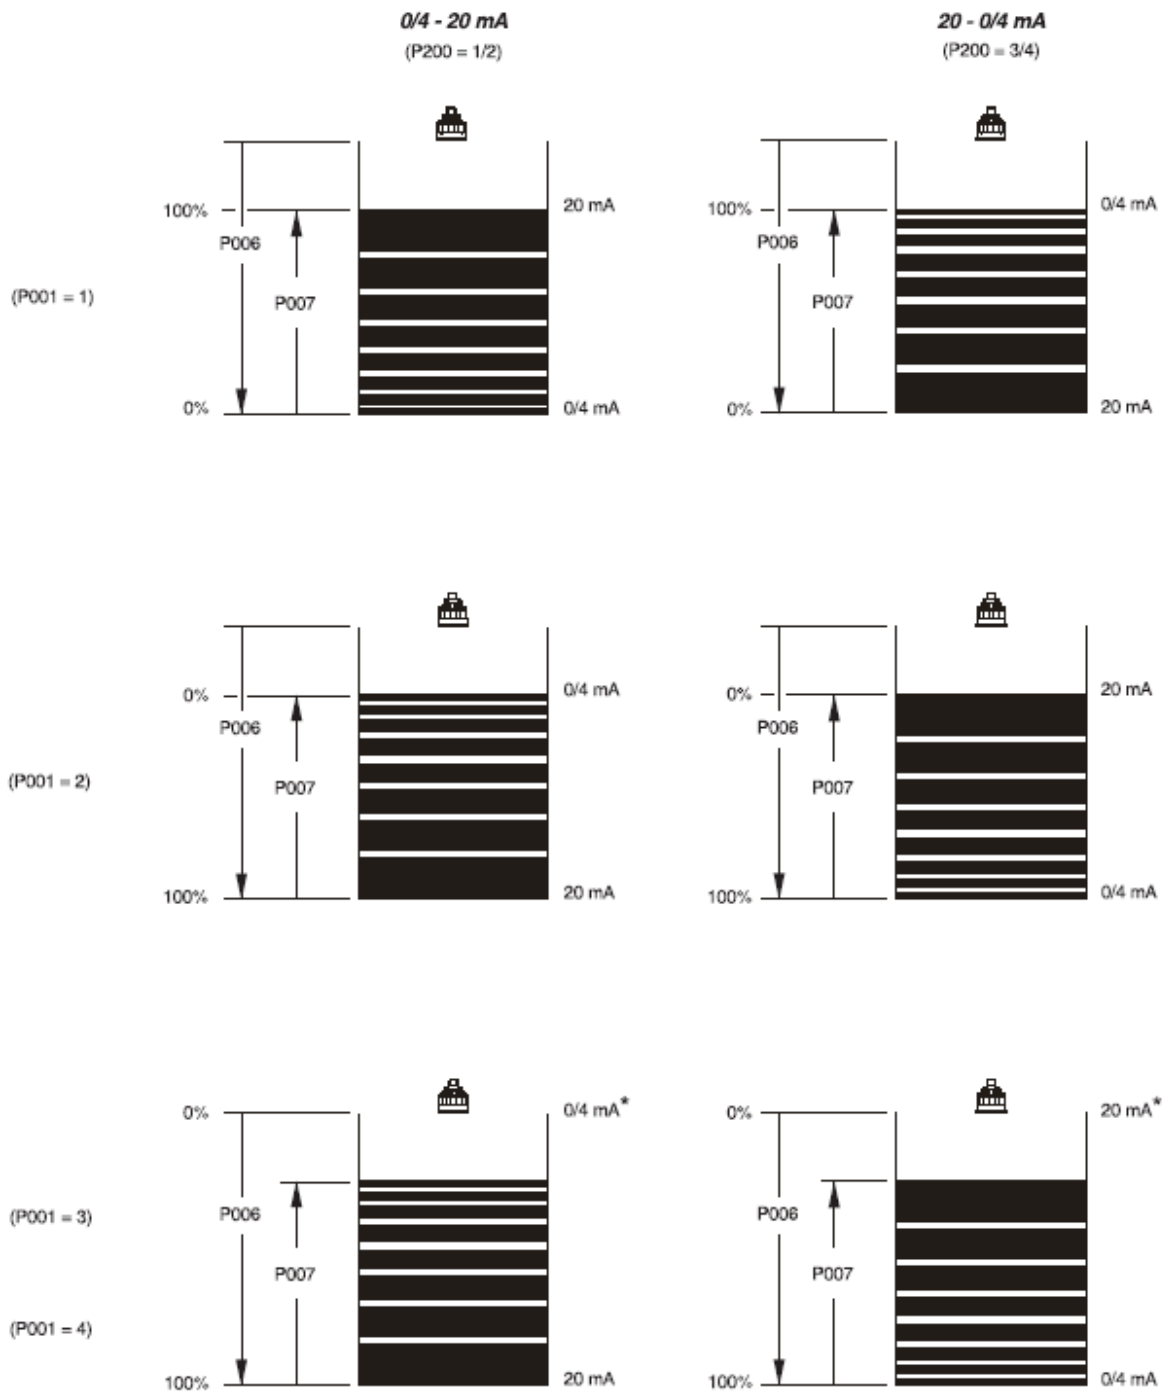 0/4 - 20 mA
(P200 = 1/2)
20 - 0/4 mA
(P200 = 3/4)
(P001 = 1)
100%
P006
P007
0%
20 mA
0/4 mA
100%
P006
P007
0%
0/4 mA
20 mA
(P001 = 2)
0%
P006
P007
100%
0/4 mA
20 mA
0%
P006
P007
100%
20 mA
0/4 mA
(P001 = 3)
(P001 = 4)
0%
P006
P007
100%
0/4 mA*
20 mA
0%
P006
P007
100%
20 mA*
0/4 mA